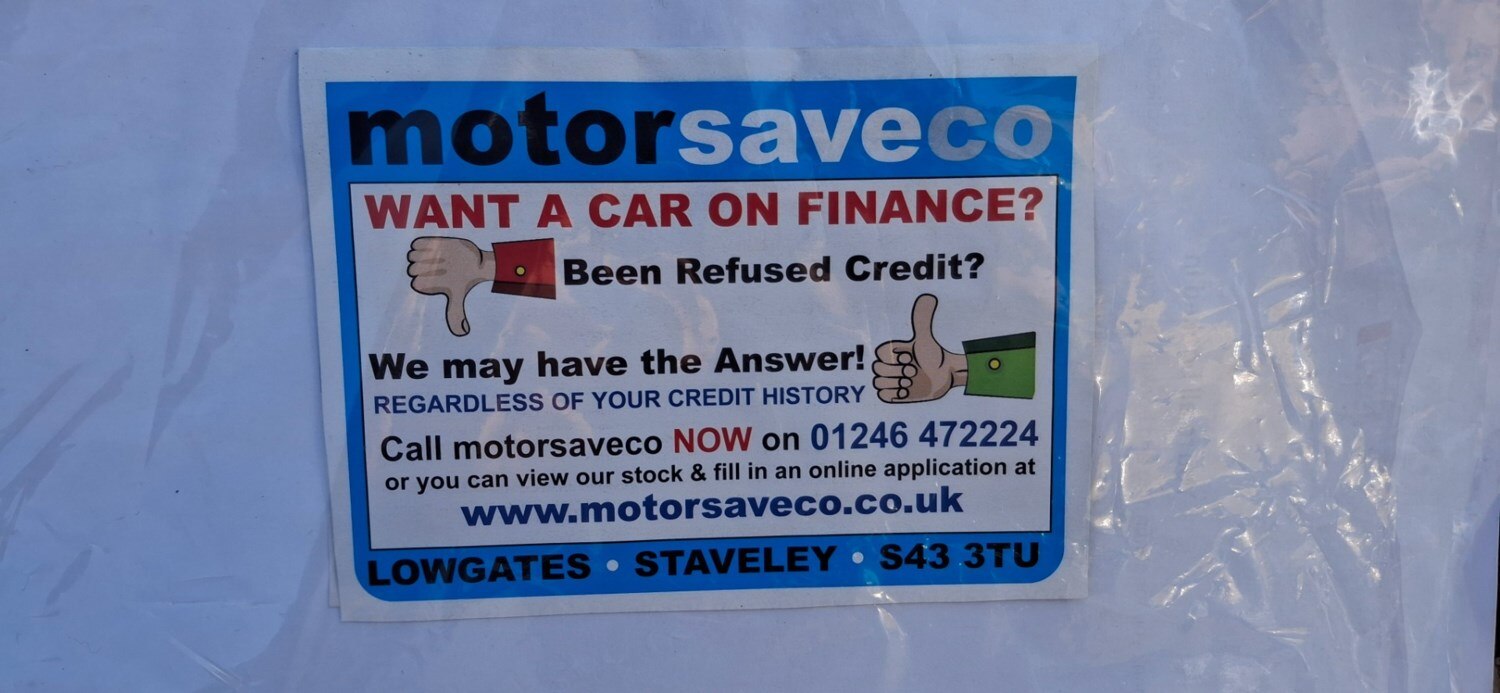 motorsaveco
WANT A CAR ON FINANCE?
Been Refused Credit?
We may have the Answer!
REGARDLESS OF YOUR CREDIT HISTORY
Call motorsaveco NOW on 01246 472224
or you can view our stock & fill in an online application at
www.motorsaveco.co.uk
LOWGATES • STAVELEY • S43 3TU